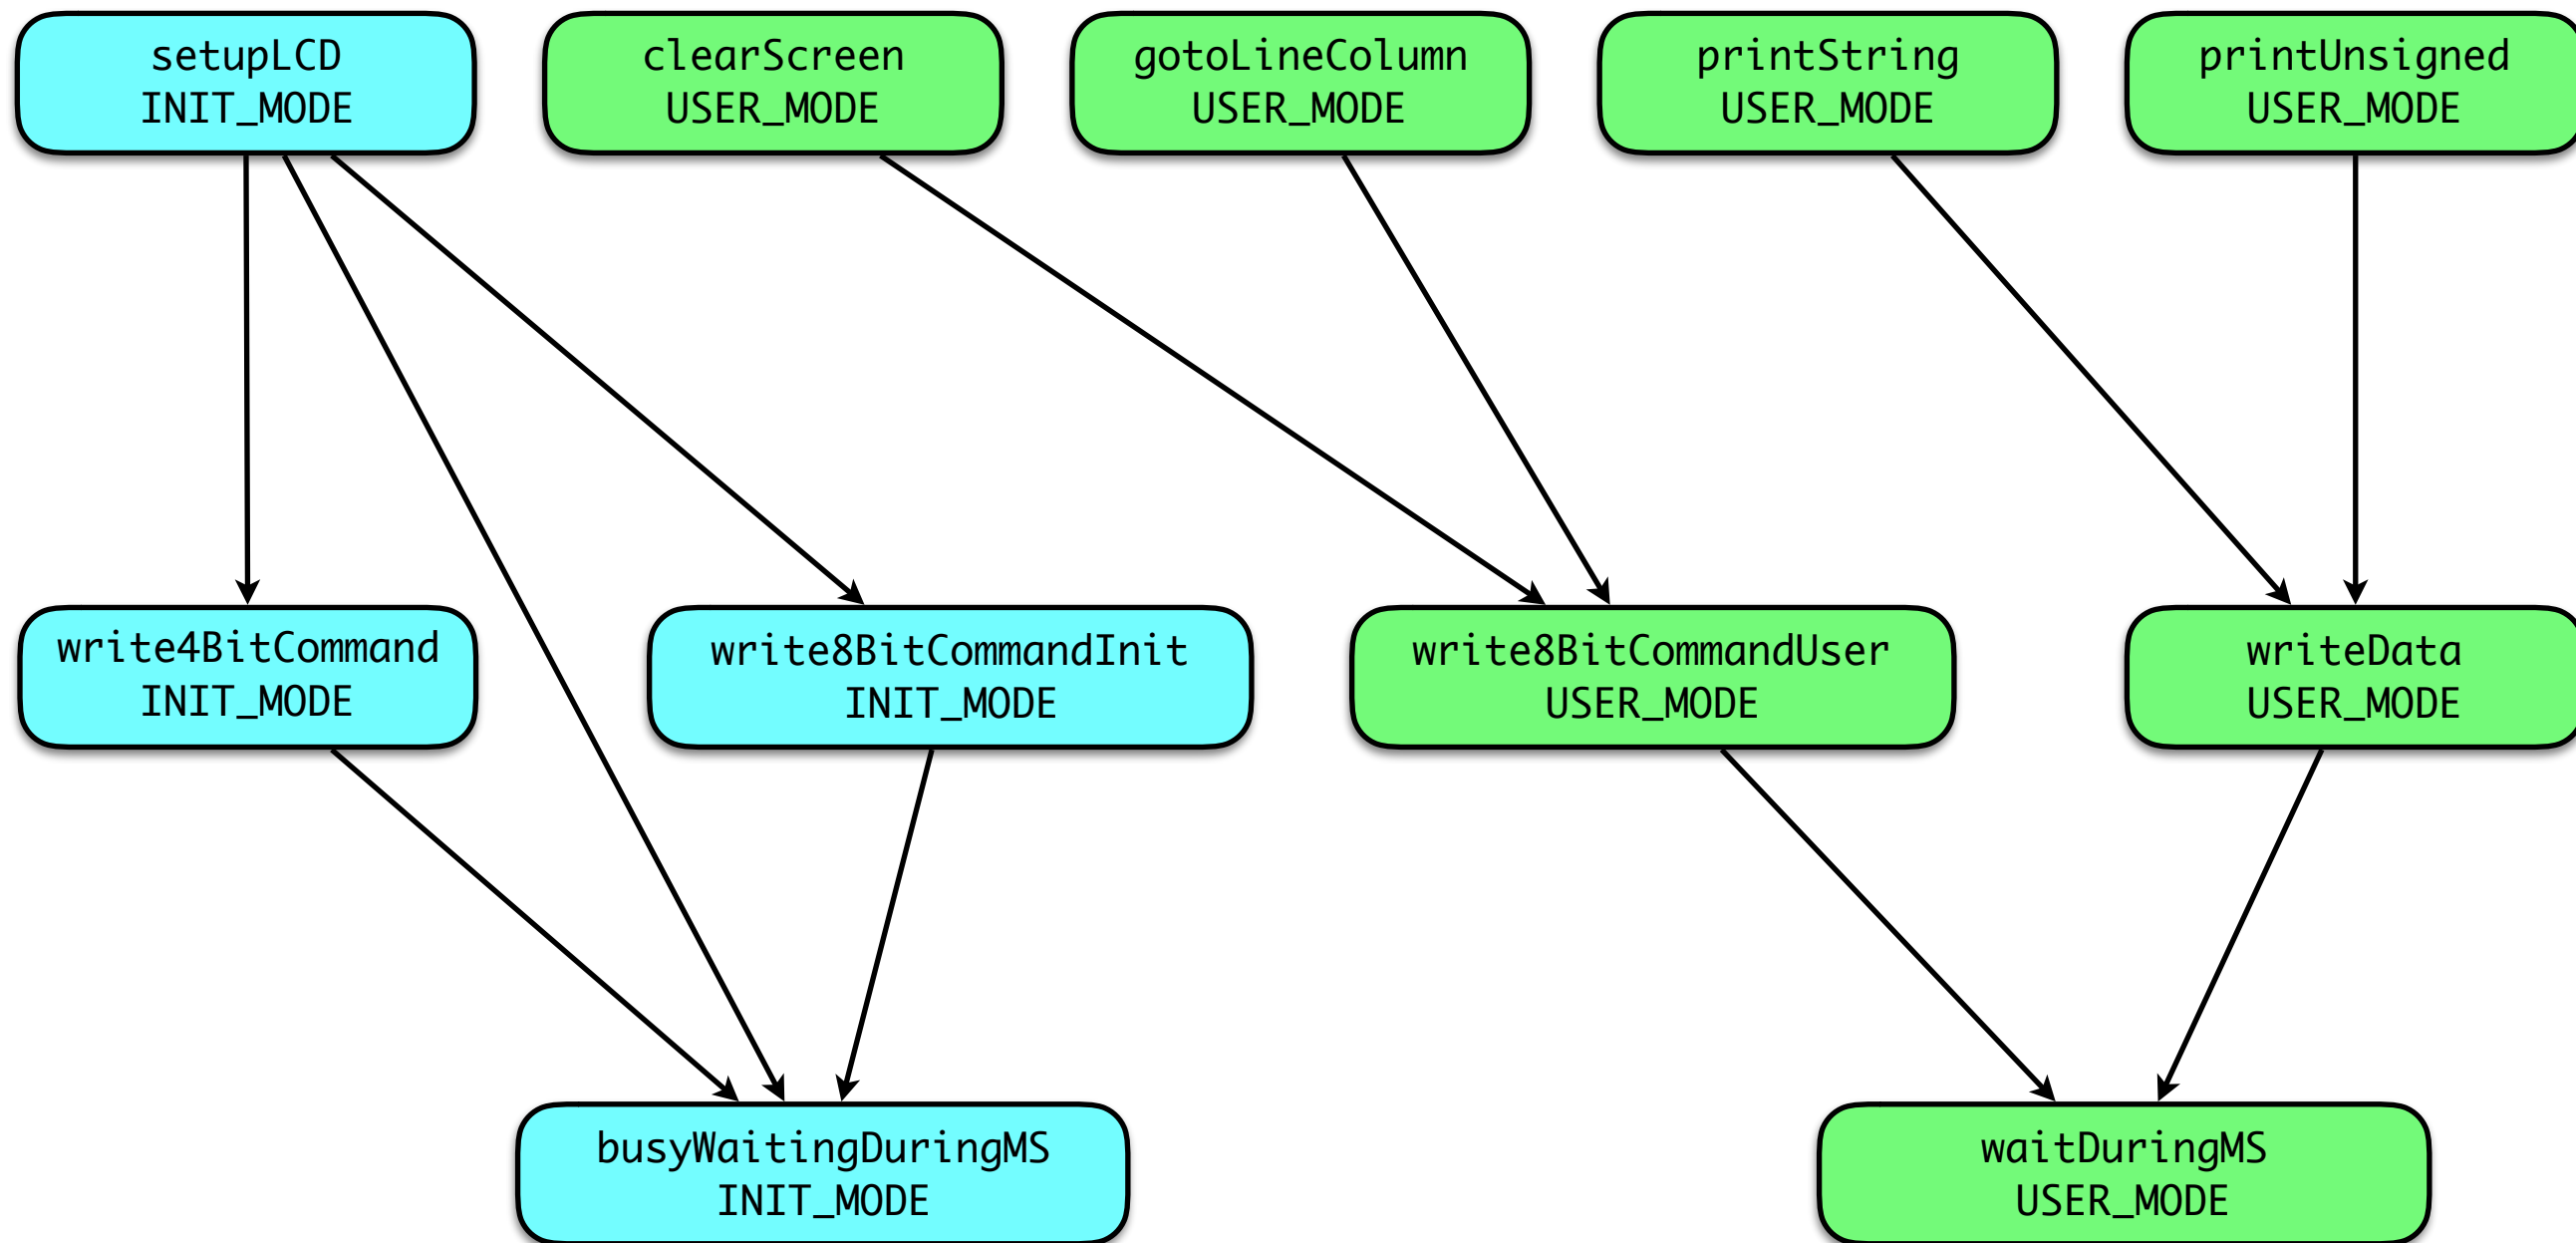 setupLCD
INIT_MODE
clearScreen
USER_MODE
gotoLineColumn
USER_MODE
printString
USER_MODE
printUnsigned
USER_MODE
write4BitCommand
INIT_MODE
write8BitCommandInit
INIT_MODE
write8BitCommandUser
USER_MODE
writeData
USER_MODE
busyWaitingDuringMS
INIT_MODE
waitDuringMS
USER_MODE